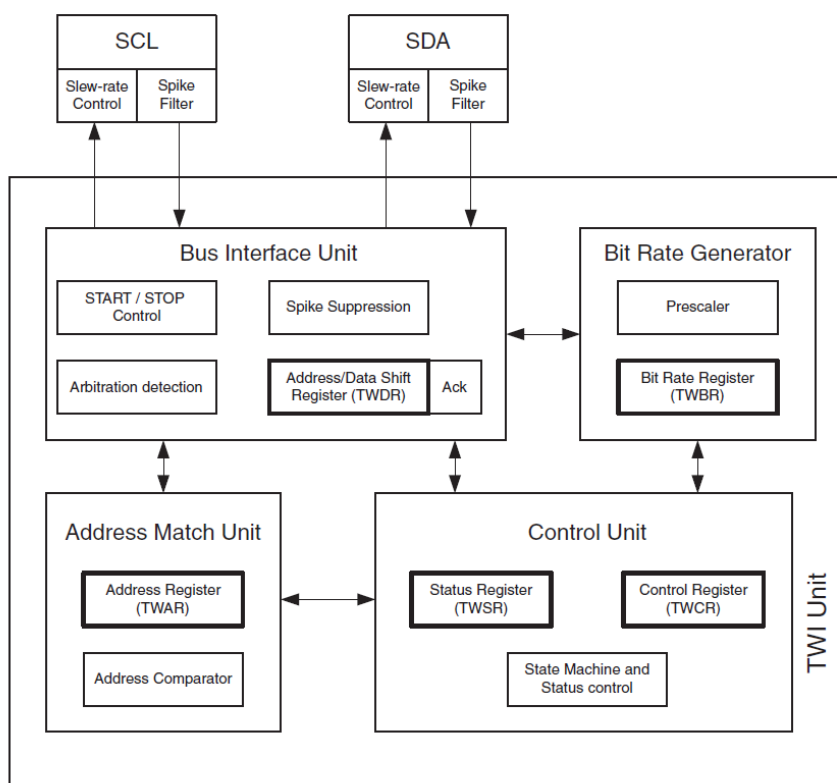 SCL
SDA
Slew-rate
Control
Spike
Filter
Slew-rate
Control
Spike
Filter
Bus Interface Unit
START / STOP
Control
Spike Suppression
Arbitration detection
Address/Data Shift
Register (TWDR)
Ack
Bit Rate Generator
Prescaler
Bit Rate Register
(TWBR)
Address Match Unit
Address Register
(TWAR)
Address Comparator
Control Unit
Status Register
(TWSR)
Control Register
(TWCR)
State Machine and
Status control
TWI Unit